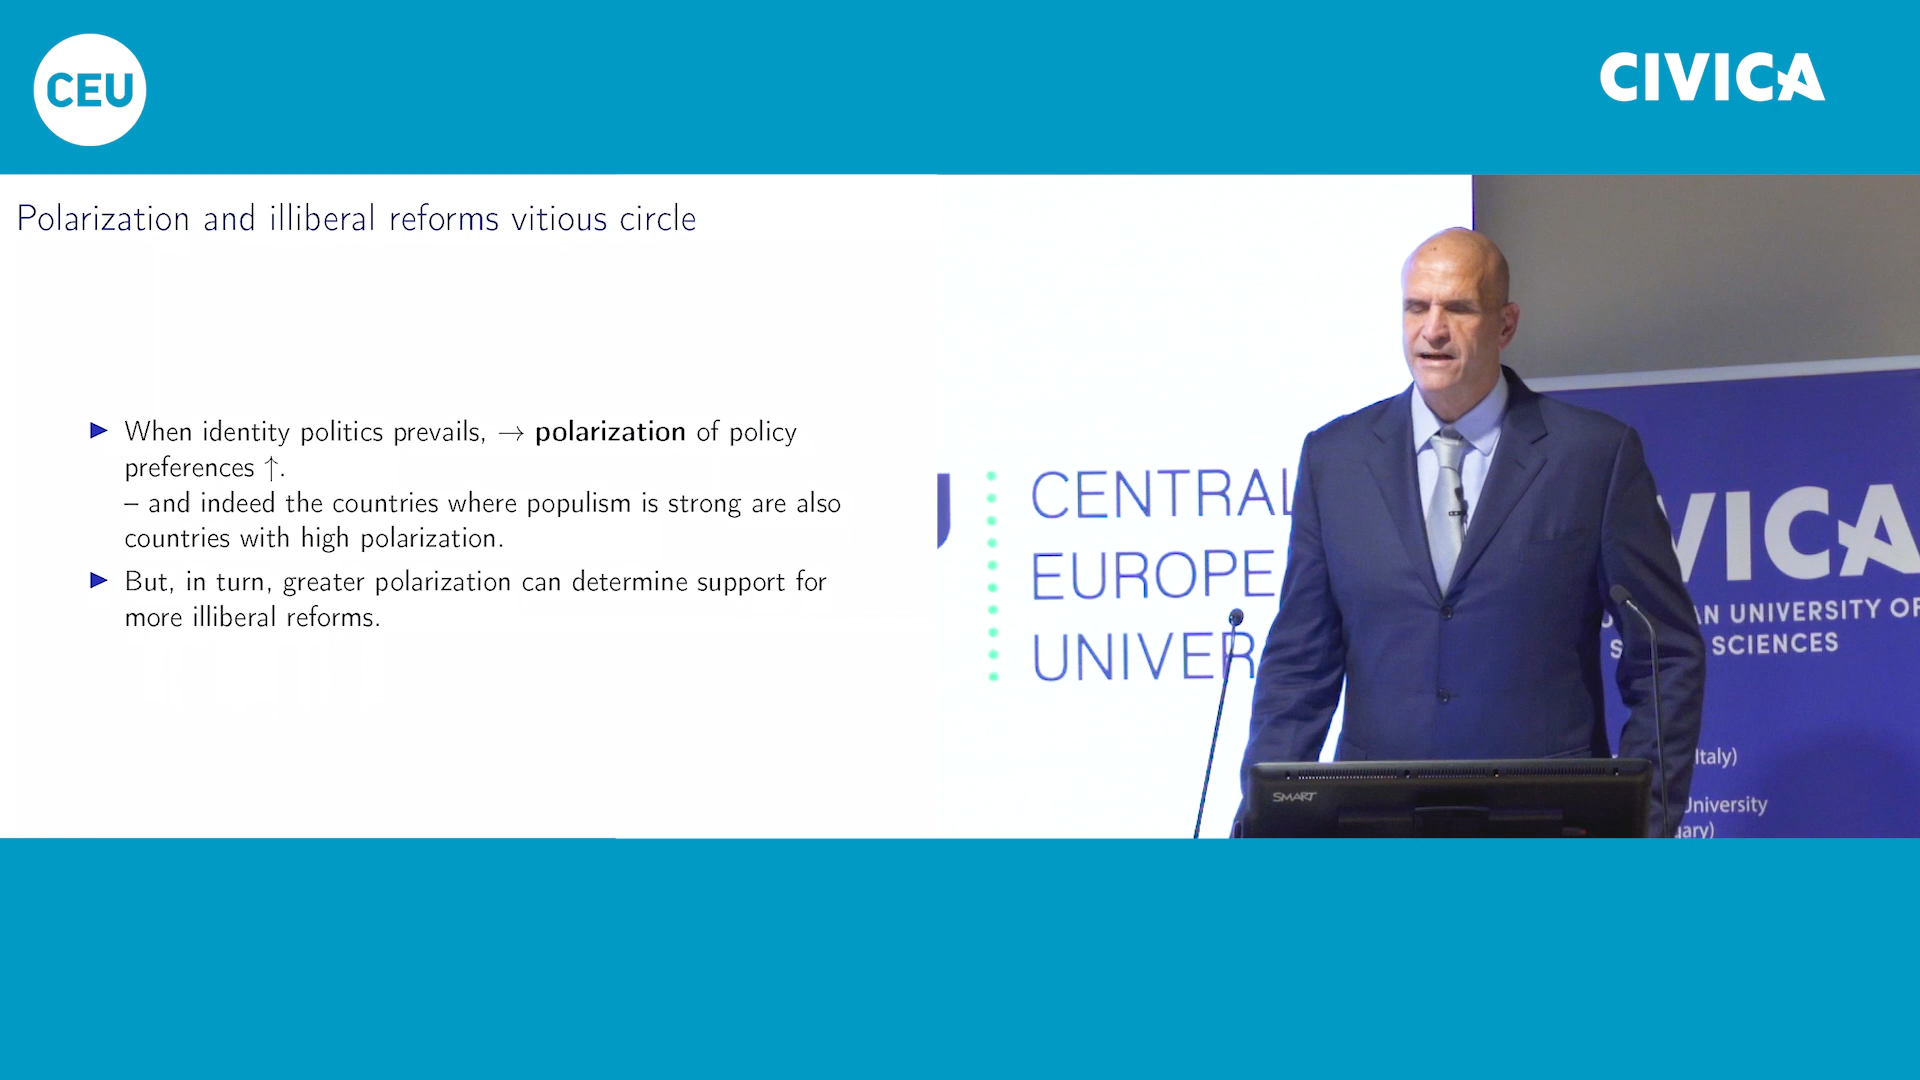 CEU
CIVICA
Polarization and illiberal reforms vitious circle
When identity politics prevails, → polarization of policy
preferences ↑.
– and indeed the countries where populism is strong are also
countries with high polarization.
But, in turn, greater polarization can determine support for
more illiberal reforms.
CENTRAL
EUROPE
UNIVER
VICA
AN UNIVERSITY OF
SCIENCES
Italy)
University
SMART